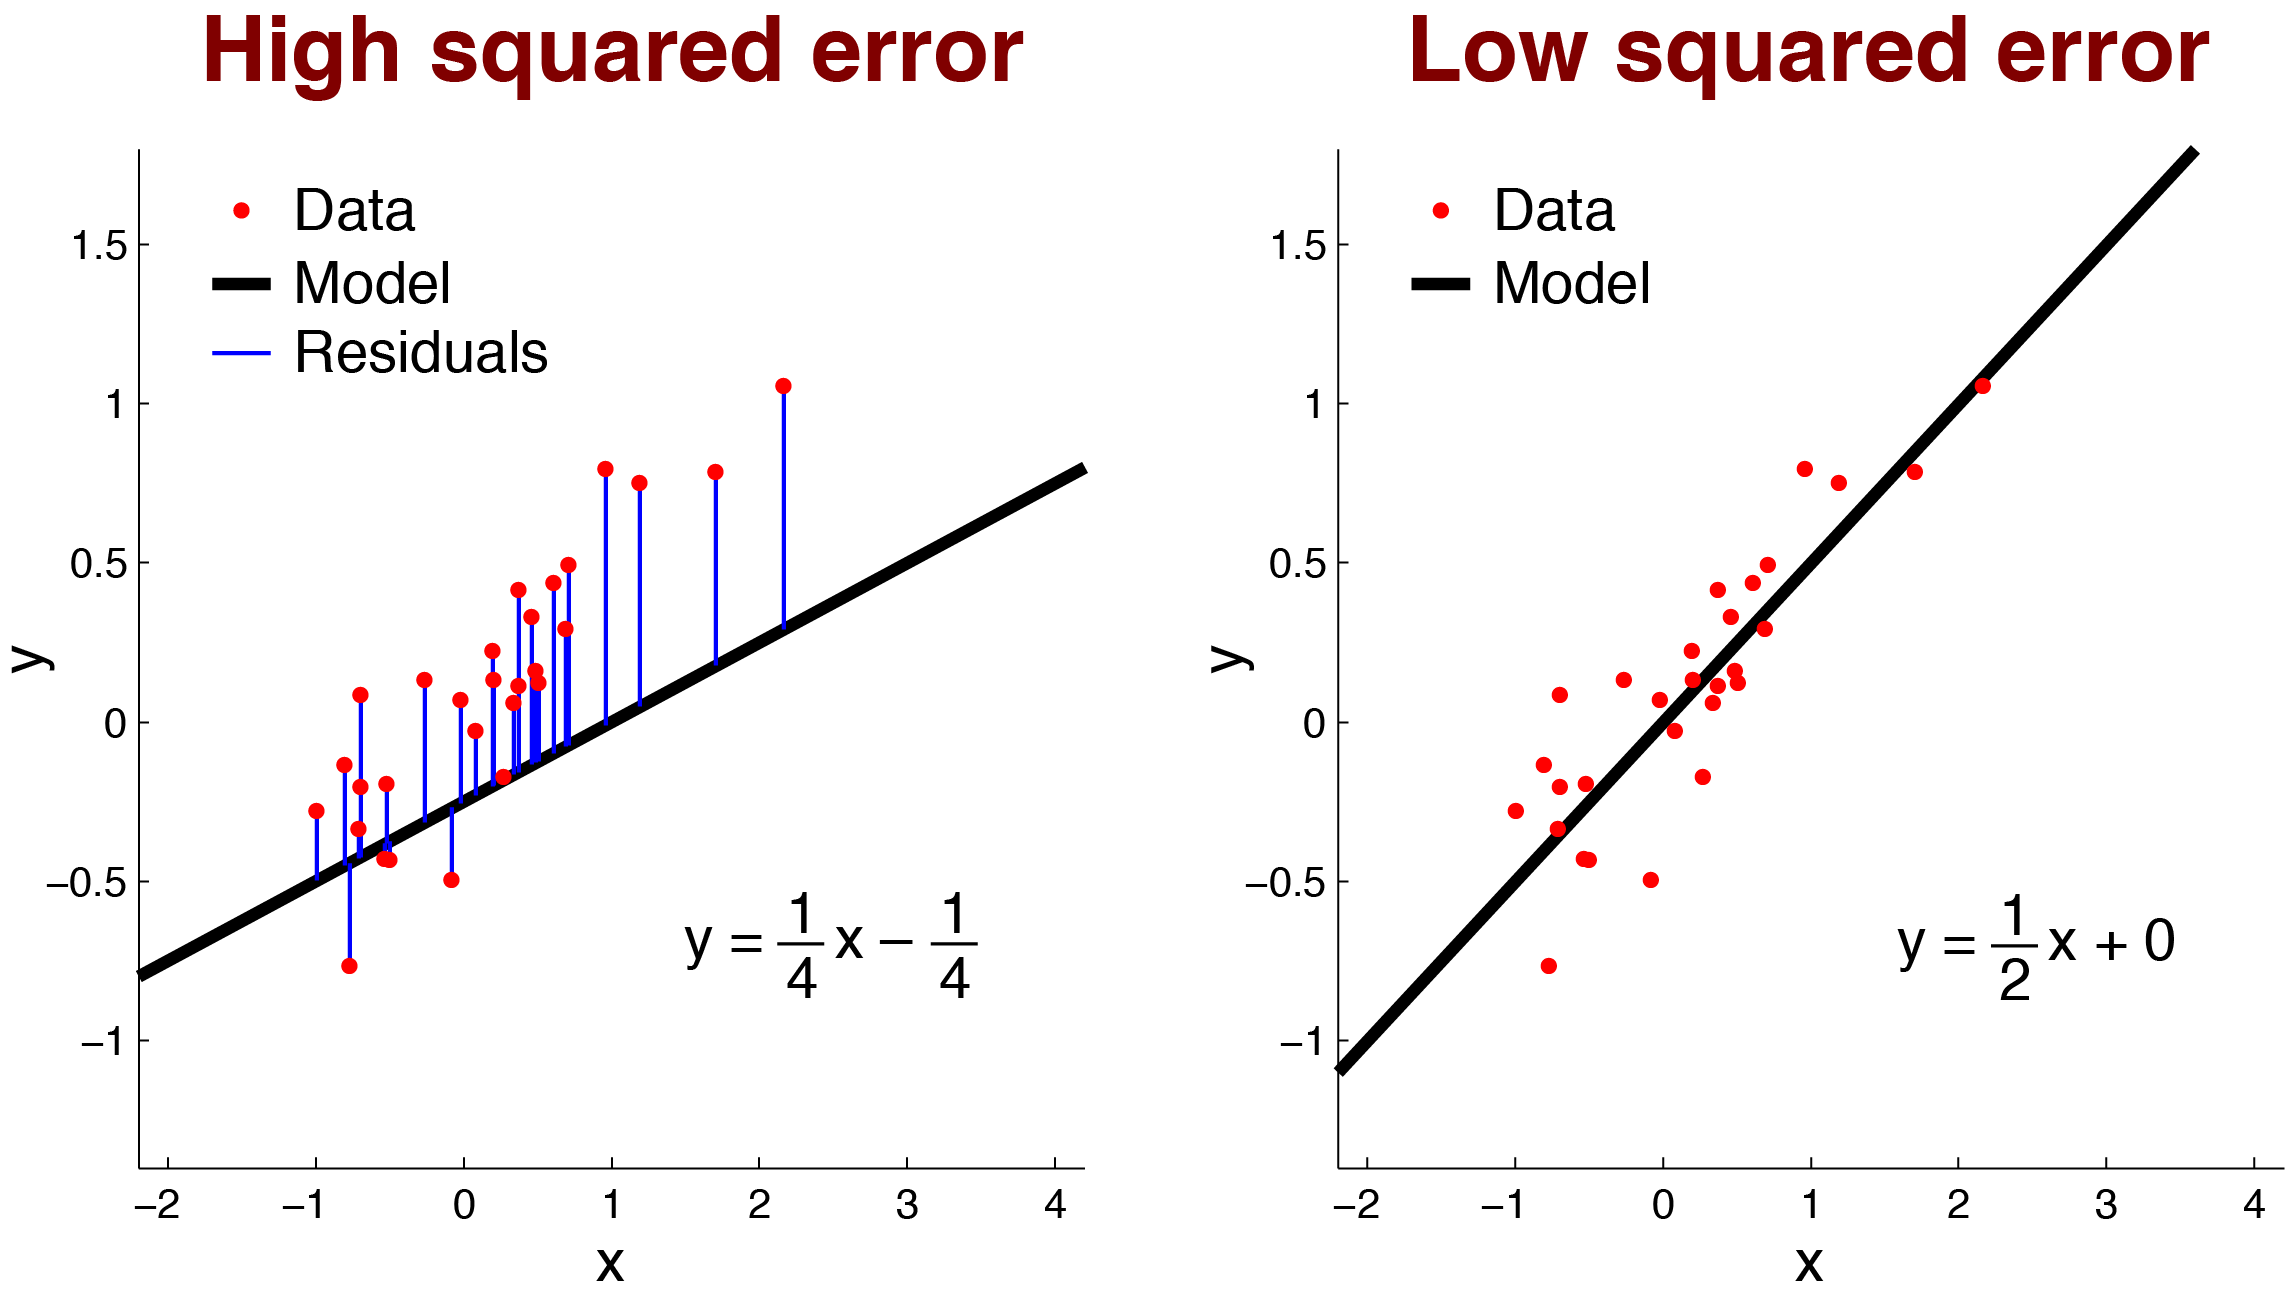 High squared error
Data
Model
Residuals
1.5
1
0.5
0
−0.5
−1
y
y = 1/4 x − 1/4
−2 −1 0 1 2 3 4
x
Low squared error
Data
Model
1.5
1
0.5
0
−0.5
−1
y
y = 1/2 x + 0
−2 −1 0 1 2 3 4
x